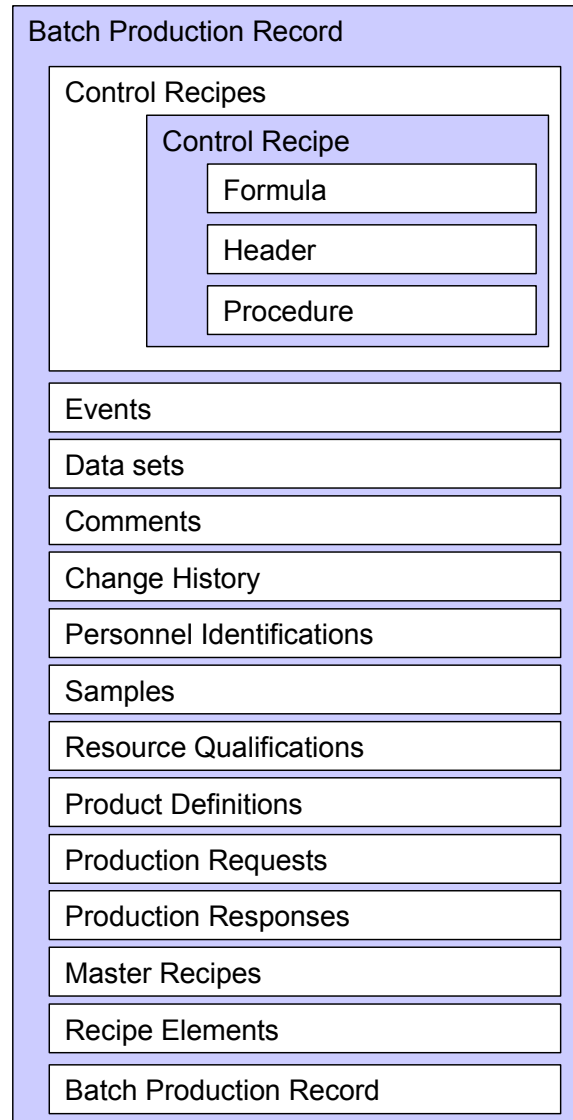 Batch Production Record
Control Recipes
Control Recipe
Formula
Header
Procedure
Events
Data sets
Comments
Change History
Personnel Identifications
Samples
Resource Qualifications
Product Definitions
Production Requests
Production Responses
Master Recipes
Recipe Elements
Batch Production Record